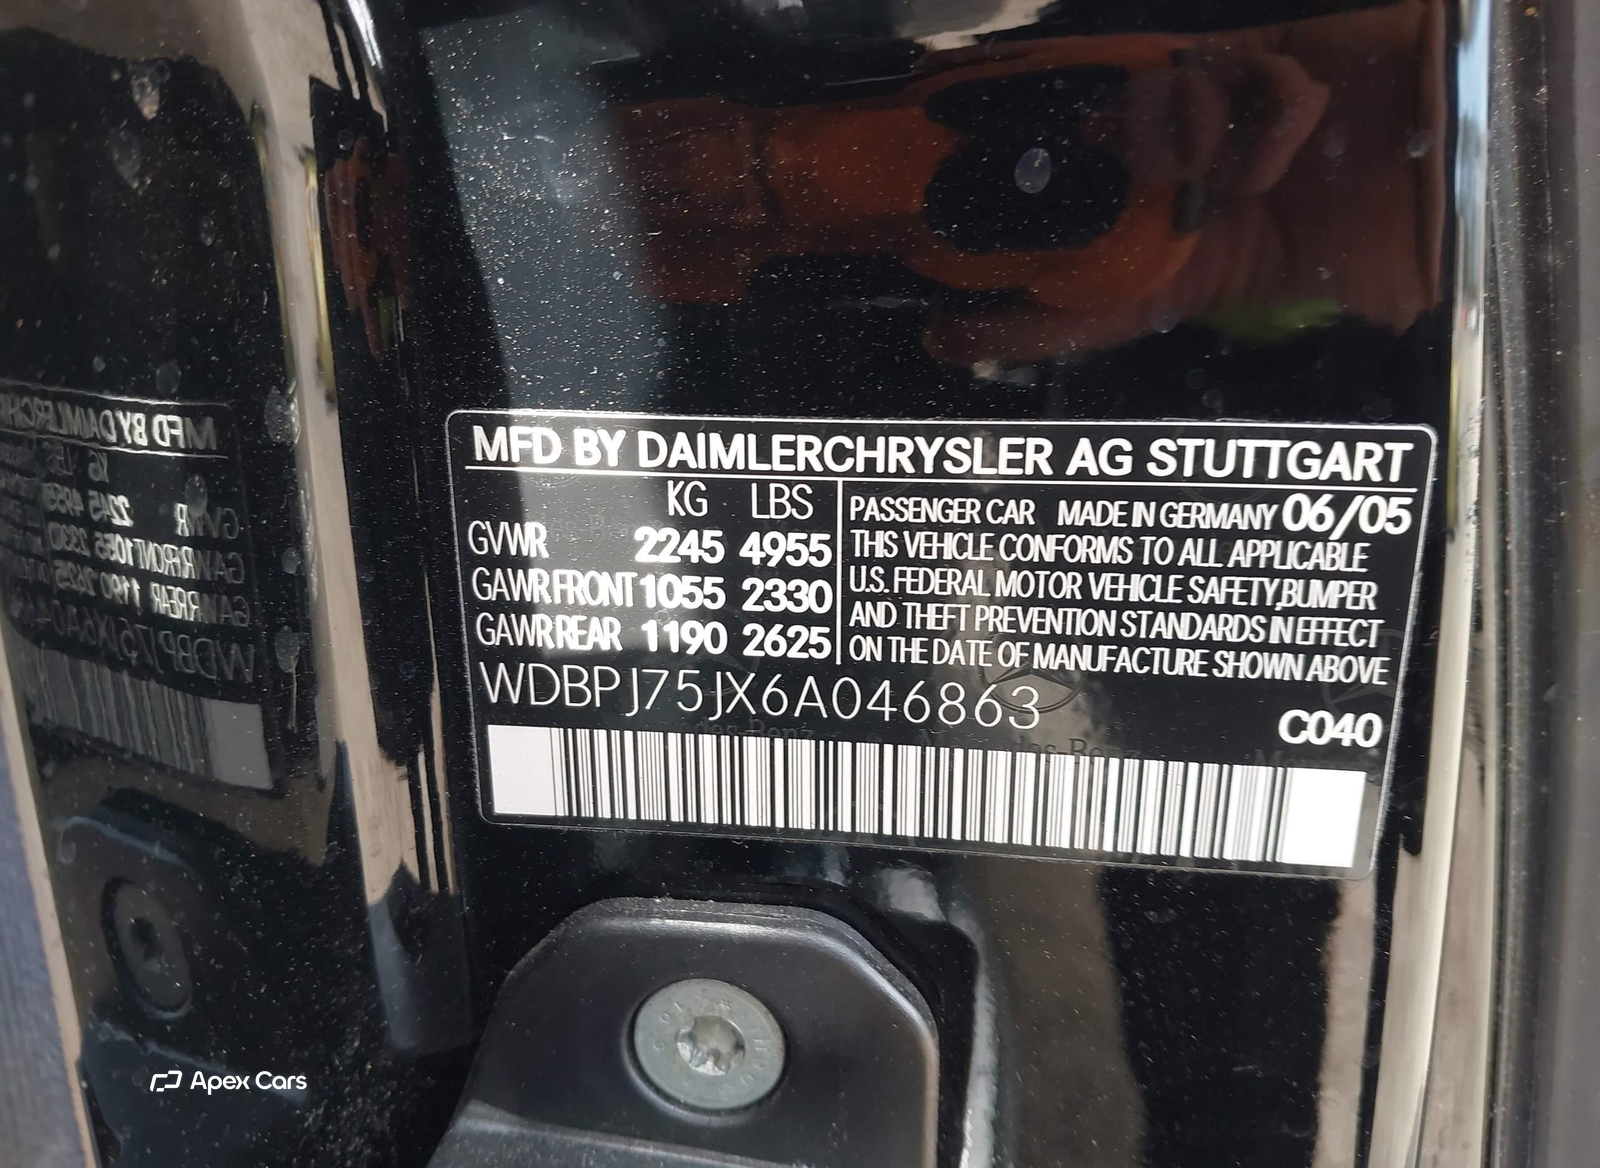 MFD BY DAIMLERCHRYSLER AG STUTTGART
KG LBS
GVWR 2245 4955
GAWR FRONT 1055 2330
GAWR REAR 1190 2625
PASSENGER CAR MADE IN GERMANY 06/05
THIS VEHICLE CONFORMS TO ALL APPLICABLE
U.S. FEDERAL MOTOR VEHICLE SAFETY, BUMPER
AND THEFT PREVENTION STANDARDS IN EFFECT
ON THE DATE OF MANUFACTURE SHOWN ABOVE
WDBPJ75JX6A046863
C040
Apex Cars